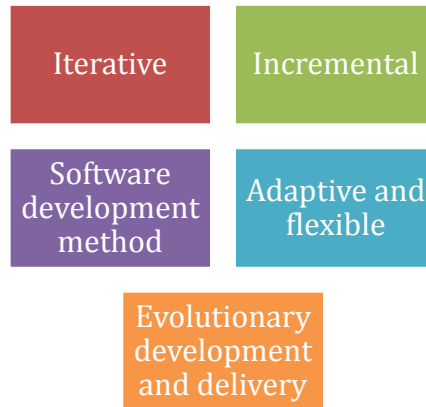 Iterative
Incremental
Software
development
method
Adaptive and
flexible
Evolutionary
development
and delivery